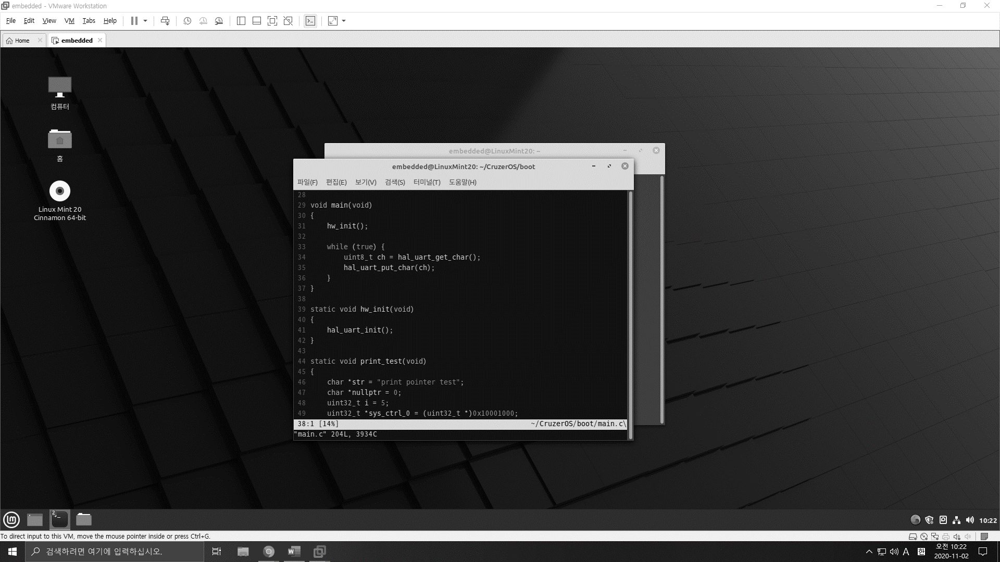 embedded - VMware Workstation
File Edit View VM Tabs Help
Home embedded
컴퓨터
홈
Linux Mint 20
Cinnamon 64-bit
embedded@LinuxMint20: ~
embedded@LinuxMint20: ~/CruzerOS/boot
파일(F) 편집(E) 보기(V) 검색(S) 터미널(T) 도움말(H)
28
29 void main(void)
30 {
31     hw_init();
32
33     while (true) {
34         uint8_t ch = hal_uart_get_char();
35         hal_uart_put_char(ch);
36     }
37 }
38
39 static void hw_init(void)
40 {
41     hal_uart_init();
42 }
43
44 static void print_test(void)
45 {
46     char *str = "print pointer test";
47     char *nullptr = 0;
48     uint32_t i = 5;
49     uint32_t *sys_ctrl_0 = (uint32_t *)0x10001000;
38:1 [14%] ~/CruzerOS/boot/main.c\
"main.c" 204L, 3934C
lm 2 10:22
To direct input to this VM, move the mouse pointer inside or press Ctrl+G.
검색하려면 여기에 입력하십시오.
W
A 한
오전 10:22
2020-11-02